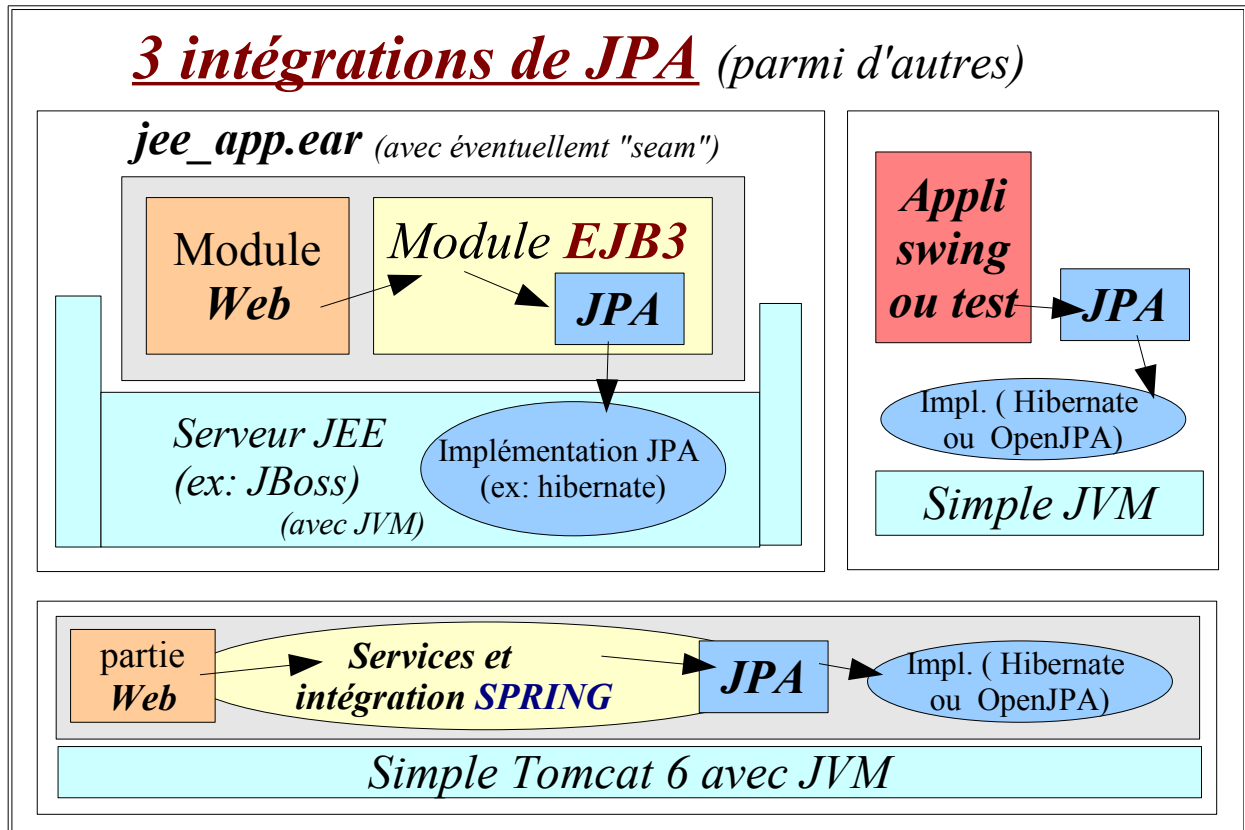 3 intégrations de JPA (parmi d'autres)
jee_app.ear (avec éventuellemt "seam")
Module
Web
Module EJB3
JPA
Serveur JEE
(ex: JBoss)
(avec JVM)
Implémentation JPA
(ex: hibernate)
Appli
swing
ou test
JPA
Impl. ( Hibernate
ou OpenJPA)
Simple JVM
partie
Web
Services et
intégration SPRING
JPA
Impl. ( Hibernate
ou OpenJPA)
Simple Tomcat 6 avec JVM